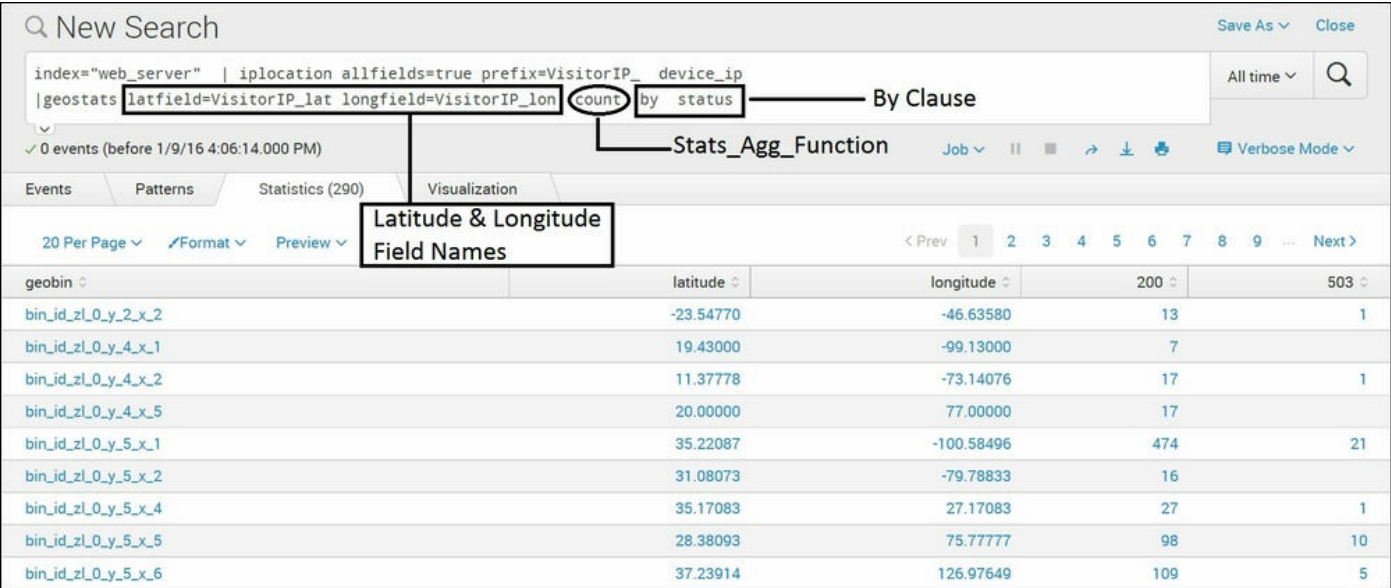 New Search
Save As Close
index="web_server" | iplocation allfields=true prefix=VisitorIP_ device_ip
|geostats latfield=VisitorIP_lat longfield=VisitorIP_lon count by status
All time
By Clause
Stats_Agg_Function
✓ 0 events (before 1/9/16 4:06:14.000 PM)
Job
Verbose Mode
Events Patterns Statistics (290) Visualization
Latitude & Longitude
Field Names
20 Per Page Format Preview
< Prev 1 2 3 4 5 6 7 8 9 ... Next >
geobin latitude longitude 200 503
bin_id_zl_0_y_2_x_2 -23.54770 -46.63580 13 1
bin_id_zl_0_y_4_x_1 19.43000 -99.13000 7
bin_id_zl_0_y_4_x_2 11.37778 -73.14076 17 1
bin_id_zl_0_y_4_x_5 20.00000 77.00000 17
bin_id_zl_0_y_5_x_1 35.22087 -100.58496 474 21
bin_id_zl_0_y_5_x_2 31.08073 -79.78833 16
bin_id_zl_0_y_5_x_4 35.17083 27.17083 27 1
bin_id_zl_0_y_5_x_5 28.38093 75.77777 98 10
bin_id_zl_0_y_5_x_6 37.23914 126.97649 109 5